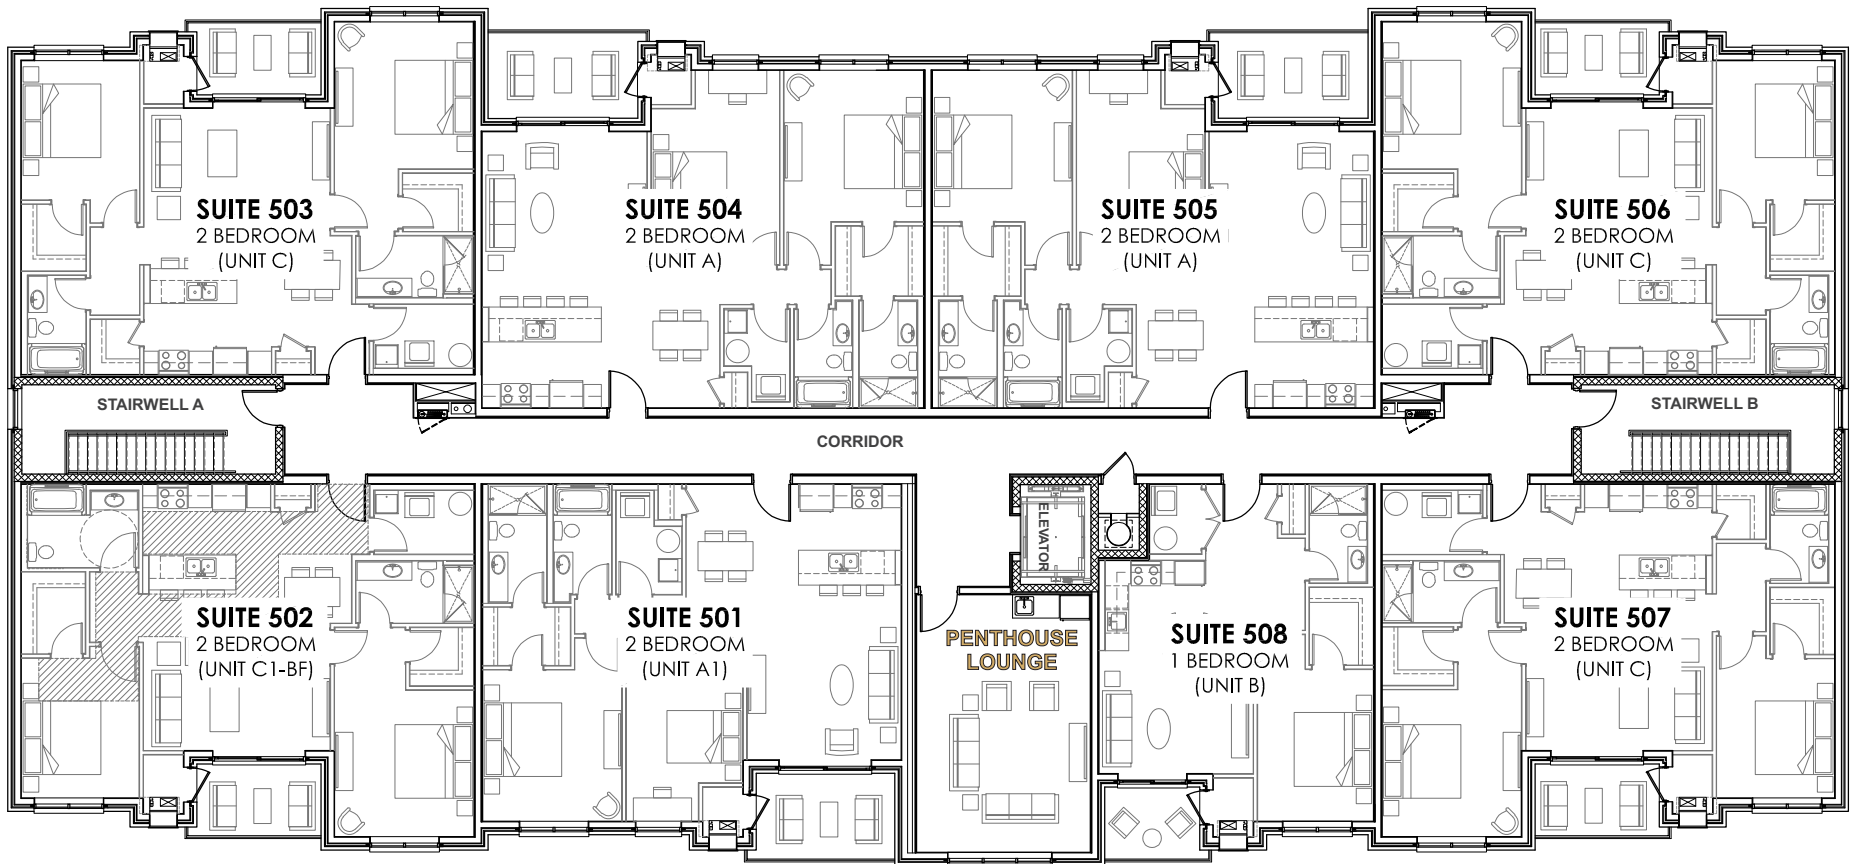 SUITE 503
2 BEDROOM
(UNIT C)
SUITE 504
2 BEDROOM
(UNIT A)
SUITE 505
2 BEDROOM
(UNIT A)
SUITE 506
2 BEDROOM
(UNIT C)
STAIRWELL A
STAIRWELL B
CORRIDOR
ELEVATOR
SUITE 502
2 BEDROOM
(UNIT C1-BF)
SUITE 501
2 BEDROOM
(UNIT A1)
PENTHOUSE
LOUNGE
SUITE 508
1 BEDROOM
(UNIT B)
SUITE 507
2 BEDROOM
(UNIT C)